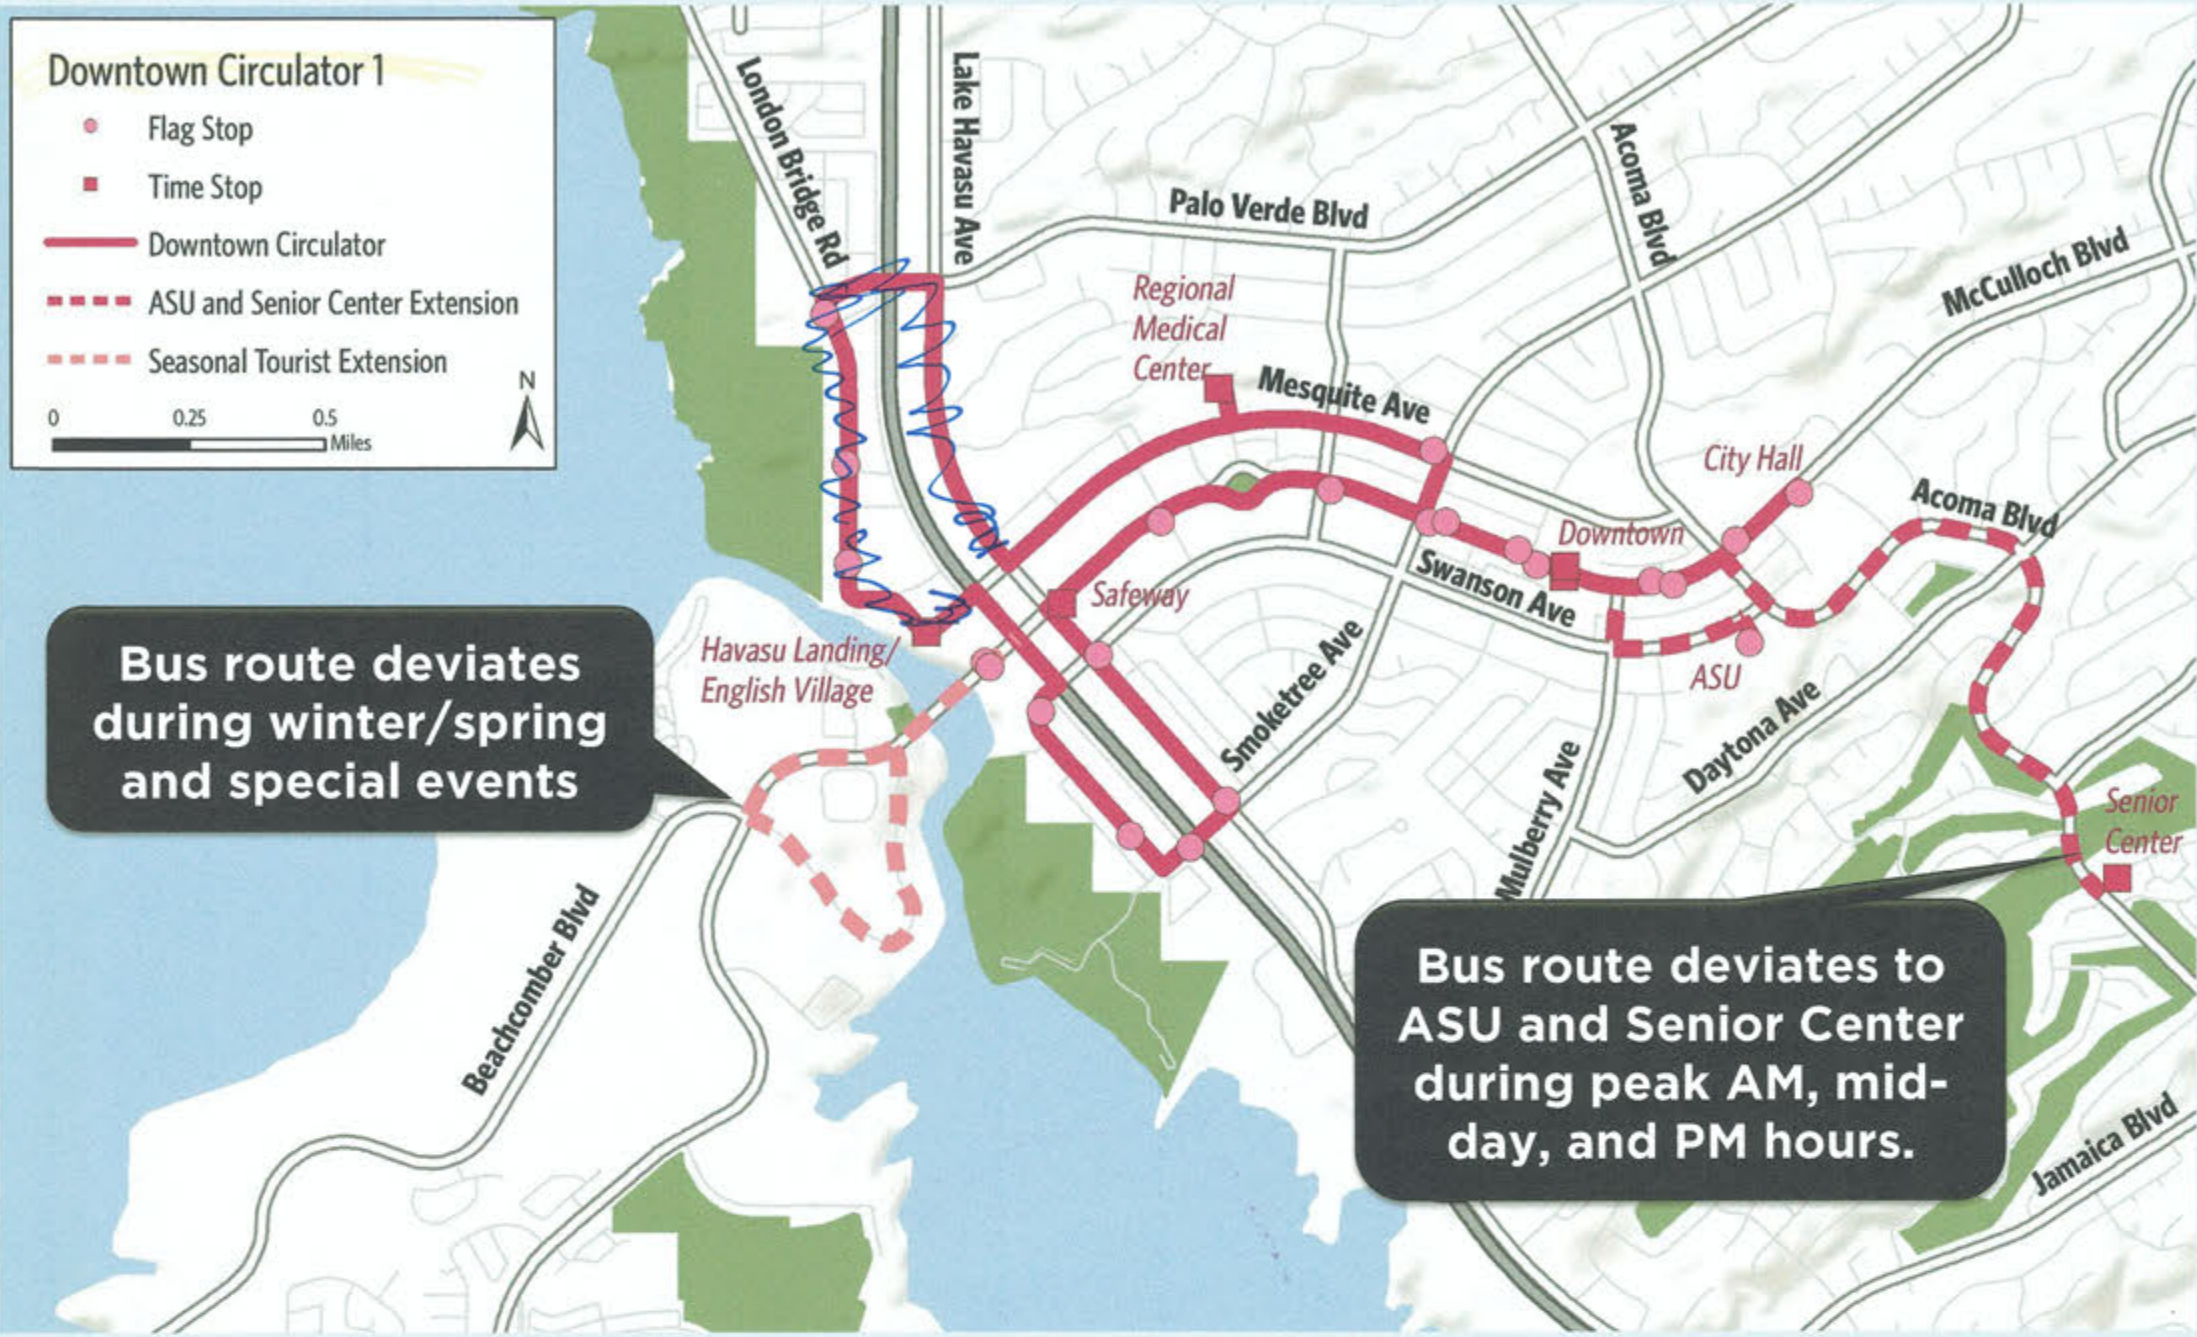 Downtown Circulator 1
Flag Stop
Time Stop
Downtown Circulator
ASU and Senior Center Extension
Seasonal Tourist Extension
N
0 0.25 0.5
Miles
London Bridge Rd
Lake Havasu Ave
Palo Verde Blvd
Acoma Blvd
McCulloch Blvd
Regional
Medical
Center
Mesquite Ave
City Hall
Acoma Blvd
Downtown
Swanson Ave
Safeway
Havasu Landing/
English Village
ASU
Smoketree Ave
Daytona Ave
Mulberry Ave
Senior
Center
Bus route deviates
during winter/spring
and special events
Beachcomber Blvd
Bus route deviates to
ASU and Senior Center
during peak AM, mid-
day, and PM hours.
Jamaica Blvd